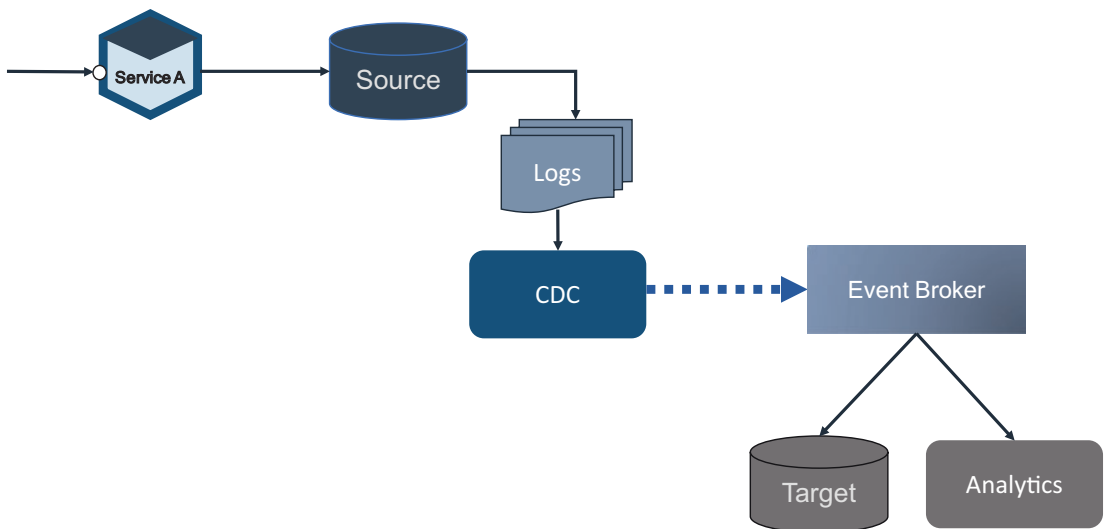 Service A
Source
Logs
CDC
Event Broker
Target
Analytics